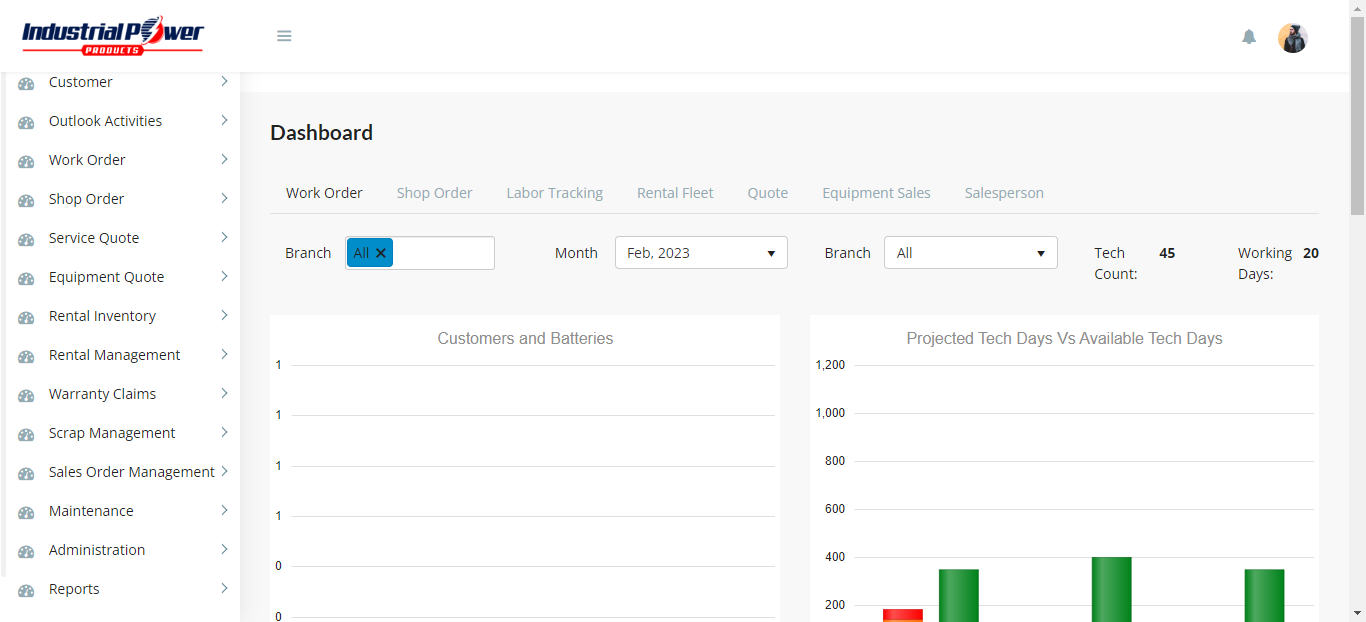 Industrial Power
PRODUCTS
Customer
Outlook Activities
Work Order
Shop Order
Service Quote
Equipment Quote
Rental Inventory
Rental Management
Warranty Claims
Scrap Management
Sales Order Management
Maintenance
Administration
Reports
Dashboard
Work Order Shop Order Labor Tracking Rental Fleet Quote Equipment Sales Salesperson
Branch All Month Feb, 2023 Branch All Tech 45 Working 20
Count: Days:
Customers and Batteries
1
1
1
1
0
0
Projected Tech Days Vs Available Tech Days
1,200
1,000
800
600
400
200